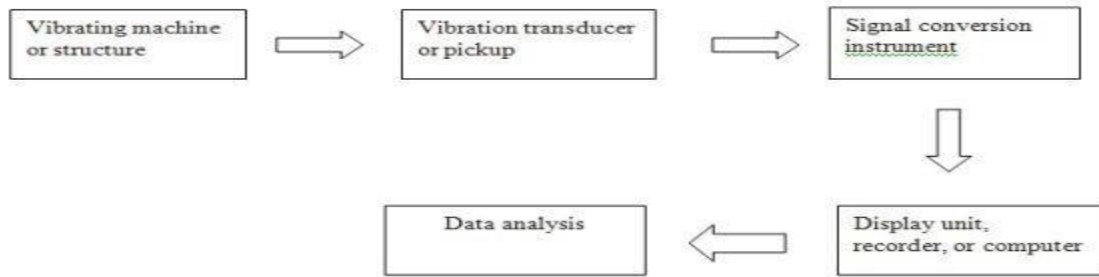 Vibrating machine
or structure
Vibration transducer
or pickup
Signal conversion
instrument
Display unit,
recorder, or computer
Data analysis